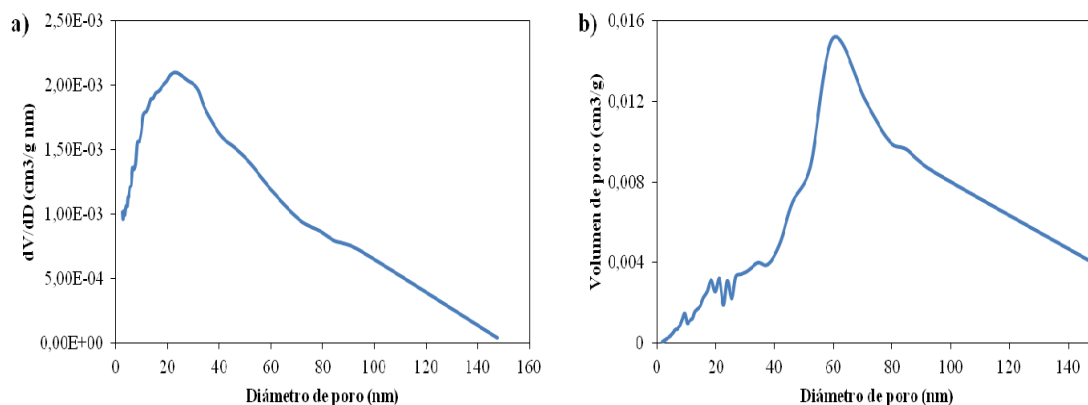 a)
2,50E-03
2,00E-03
1,50E-03
1,00E-03
5,00E-04
0,00E+00
dV/dD (cm3/g nm)
0 20 40 60 80 100 120 140 160
Diámetro de poro (nm)
b)
0,016
0,012
0,008
0,004
0
Volumen de poro (cm3/g)
0 20 40 60 80 100 120 140
Diámetro de poro (nm)